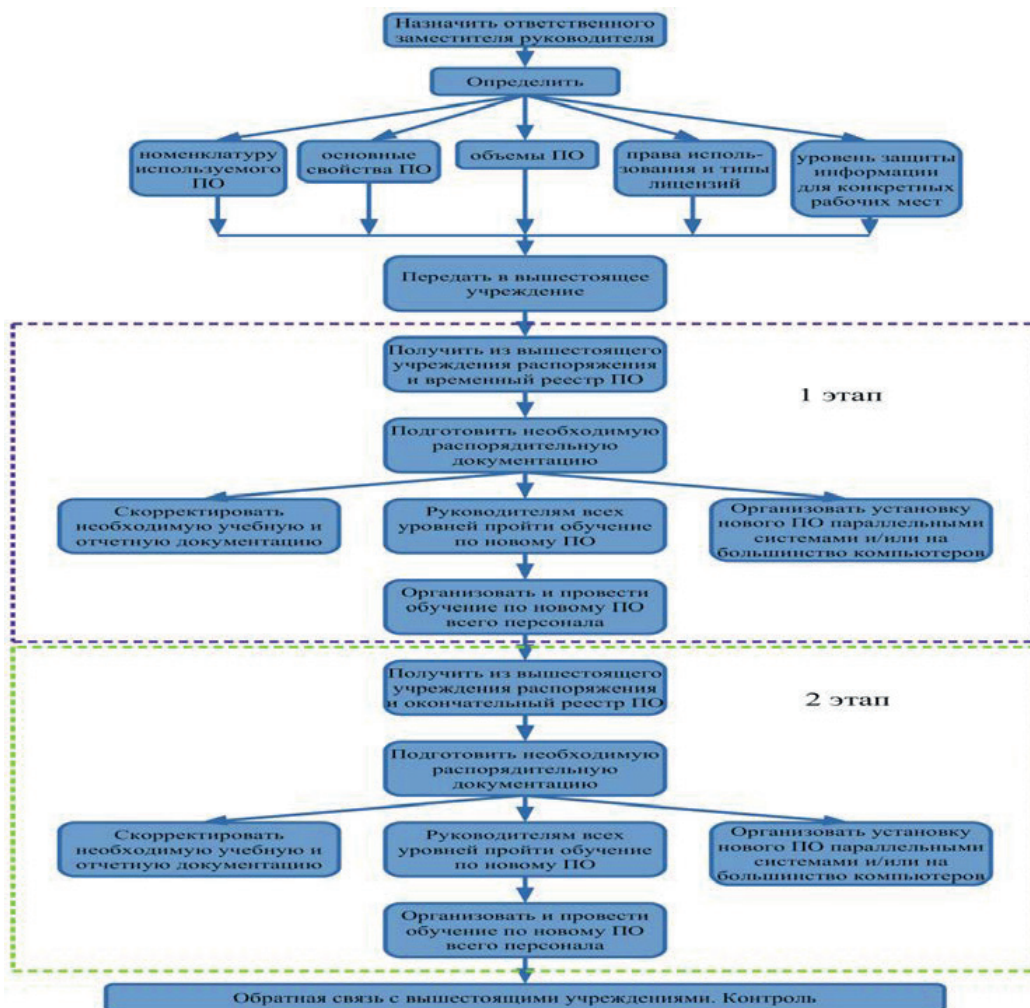 Назначить ответственного
заместителя руководителя
Определить
номенклатуру
используемого
ПО
основные
свойства ПО
объемы ПО
права исполь-
зования и типы
лицензий
уровень защиты
информации
для конкретных
рабочих мест
Передать в вышестоящее
учреждение
Получить из вышестоящего
учреждения распоряжения
и временный реестр ПО
1 этап
Подготовить необходимую
распорядительную
документацию
Скорректировать
необходимую учебную и
отчетную документацию
Руководителям всех
уровней пройти обучение
по новому ПО
Организовать установку
нового ПО параллельными
системами и/или на
большинство компьютеров
Организовать и провести
обучение по новому ПО
всего персонала
Получить из вышестоящего
учреждения распоряжения
и окончательный реестр ПО
2 этап
Подготовить необходимую
распорядительную
документацию
Скорректировать
необходимую учебную и
отчетную документацию
Руководителям всех
уровней пройти обучение
по новому ПО
Организовать установку
нового ПО параллельными
системами и/или на
большинство компьютеров
Организовать и провести
обучение по новому ПО
всего персонала
Обратная связь с вышестоящими учреждениями. Контроль